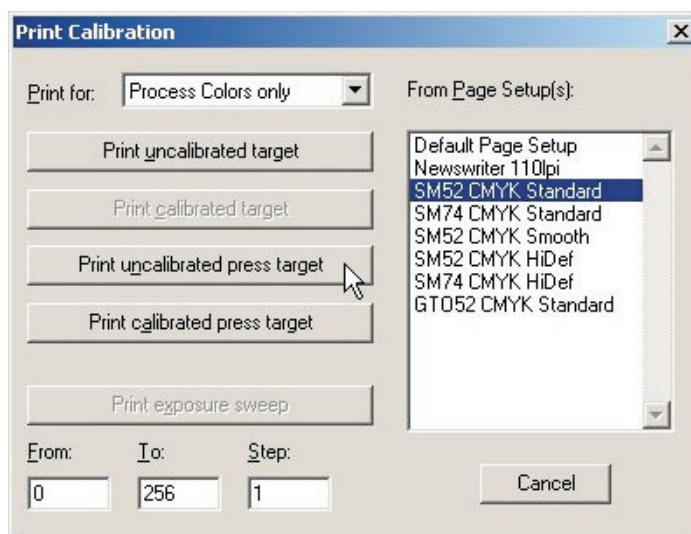 Print Calibration
Print for:
Process Colors only
Print uncalibrated target
Print calibrated target
Print uncalibrated press target
Print calibrated press target
Print exposure sweep
From:
To:
Step:
0
256
1
From Page Setup(s):
Default Page Setup
Newswriter 110lpi
SM52 CMYK Standard
SM74 CMYK Standard
SM52 CMYK Smooth
SM52 CMYK HiDef
SM74 CMYK HiDef
GTO52 CMYK Standard
Cancel